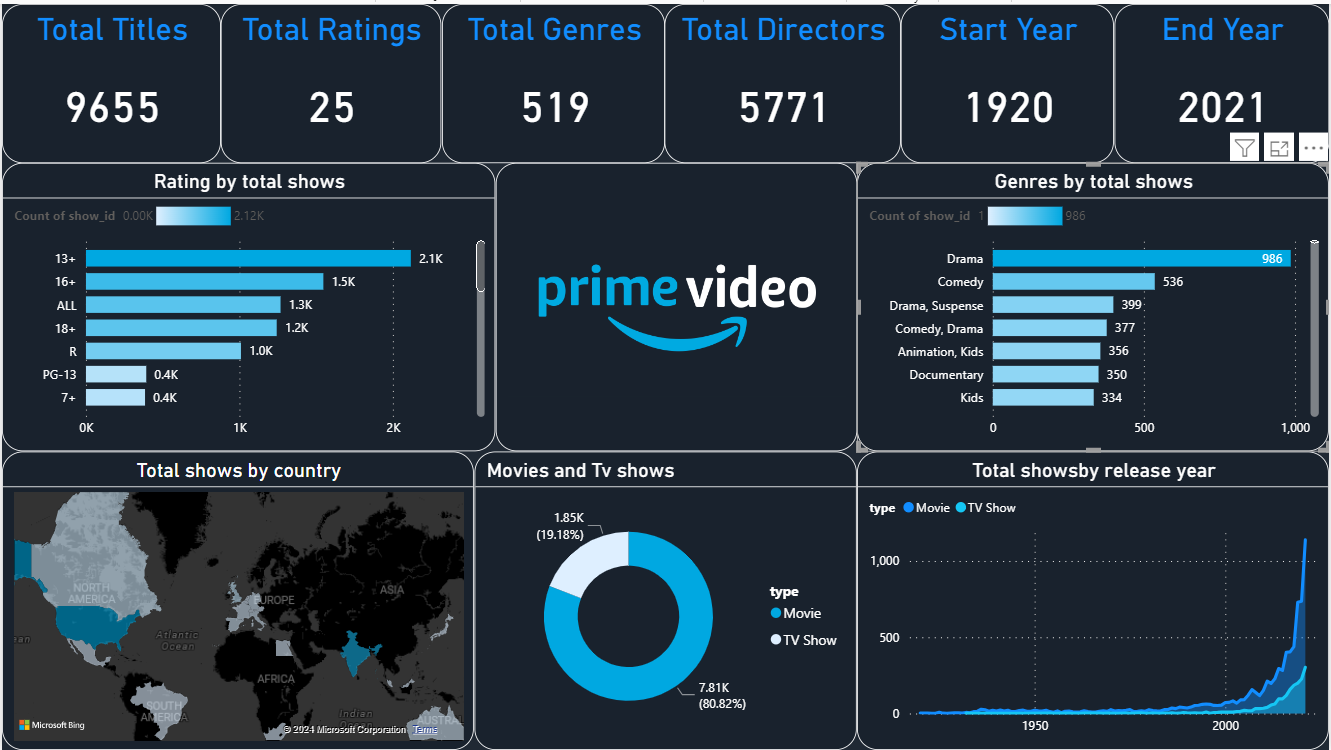 Total Titles
9655
Total Ratings
25
Total Genres
519
Total Directors
5771
Start Year
1920
End Year
2021
Rating by total shows
Count of show_id 0.00K 2.12K
13+ 2.1K
16+ 1.5K
ALL 1.3K
18+ 1.2K
R 1.0K
PG-13 0.4K
7+ 0.4K
0K 1K 2K
prime video
Genres by total shows
Count of show_id 1 986
Drama 986
Comedy 536
Drama, Suspense 399
Comedy, Drama 377
Animation, Kids 356
Documentary 350
Kids 334
0 500 1,000
Total shows by country
NORTH
AMERICA
EUROPE
ASIA
Atlantic
Ocean
AFRICA
SOUTH
AMERICA
Indian
AUSTRAL
Microsoft Bing
© 2024 Microsoft Corporation Terms
Movies and Tv shows
1.85K
(19.18%)
type
Movie
TV Show
7.81K
(80.82%)
Total showsby release year
type Movie TV Show
1,000
500
0
1950 2000